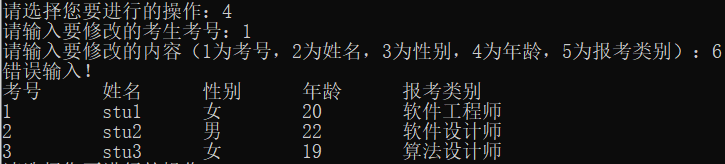 请选择您要进行的操作：4
请输入要修改的考生考号：1
请输入要修改的内容（1为考号，2为姓名，3为性别，4为年龄，5为报考类别）：6
错误输入！
考号 姓名 性别 年龄 报考类别
1 stu1 女 20 软件工程师
2 stu2 男 22 软件设计师
3 stu3 女 19 算法设计师